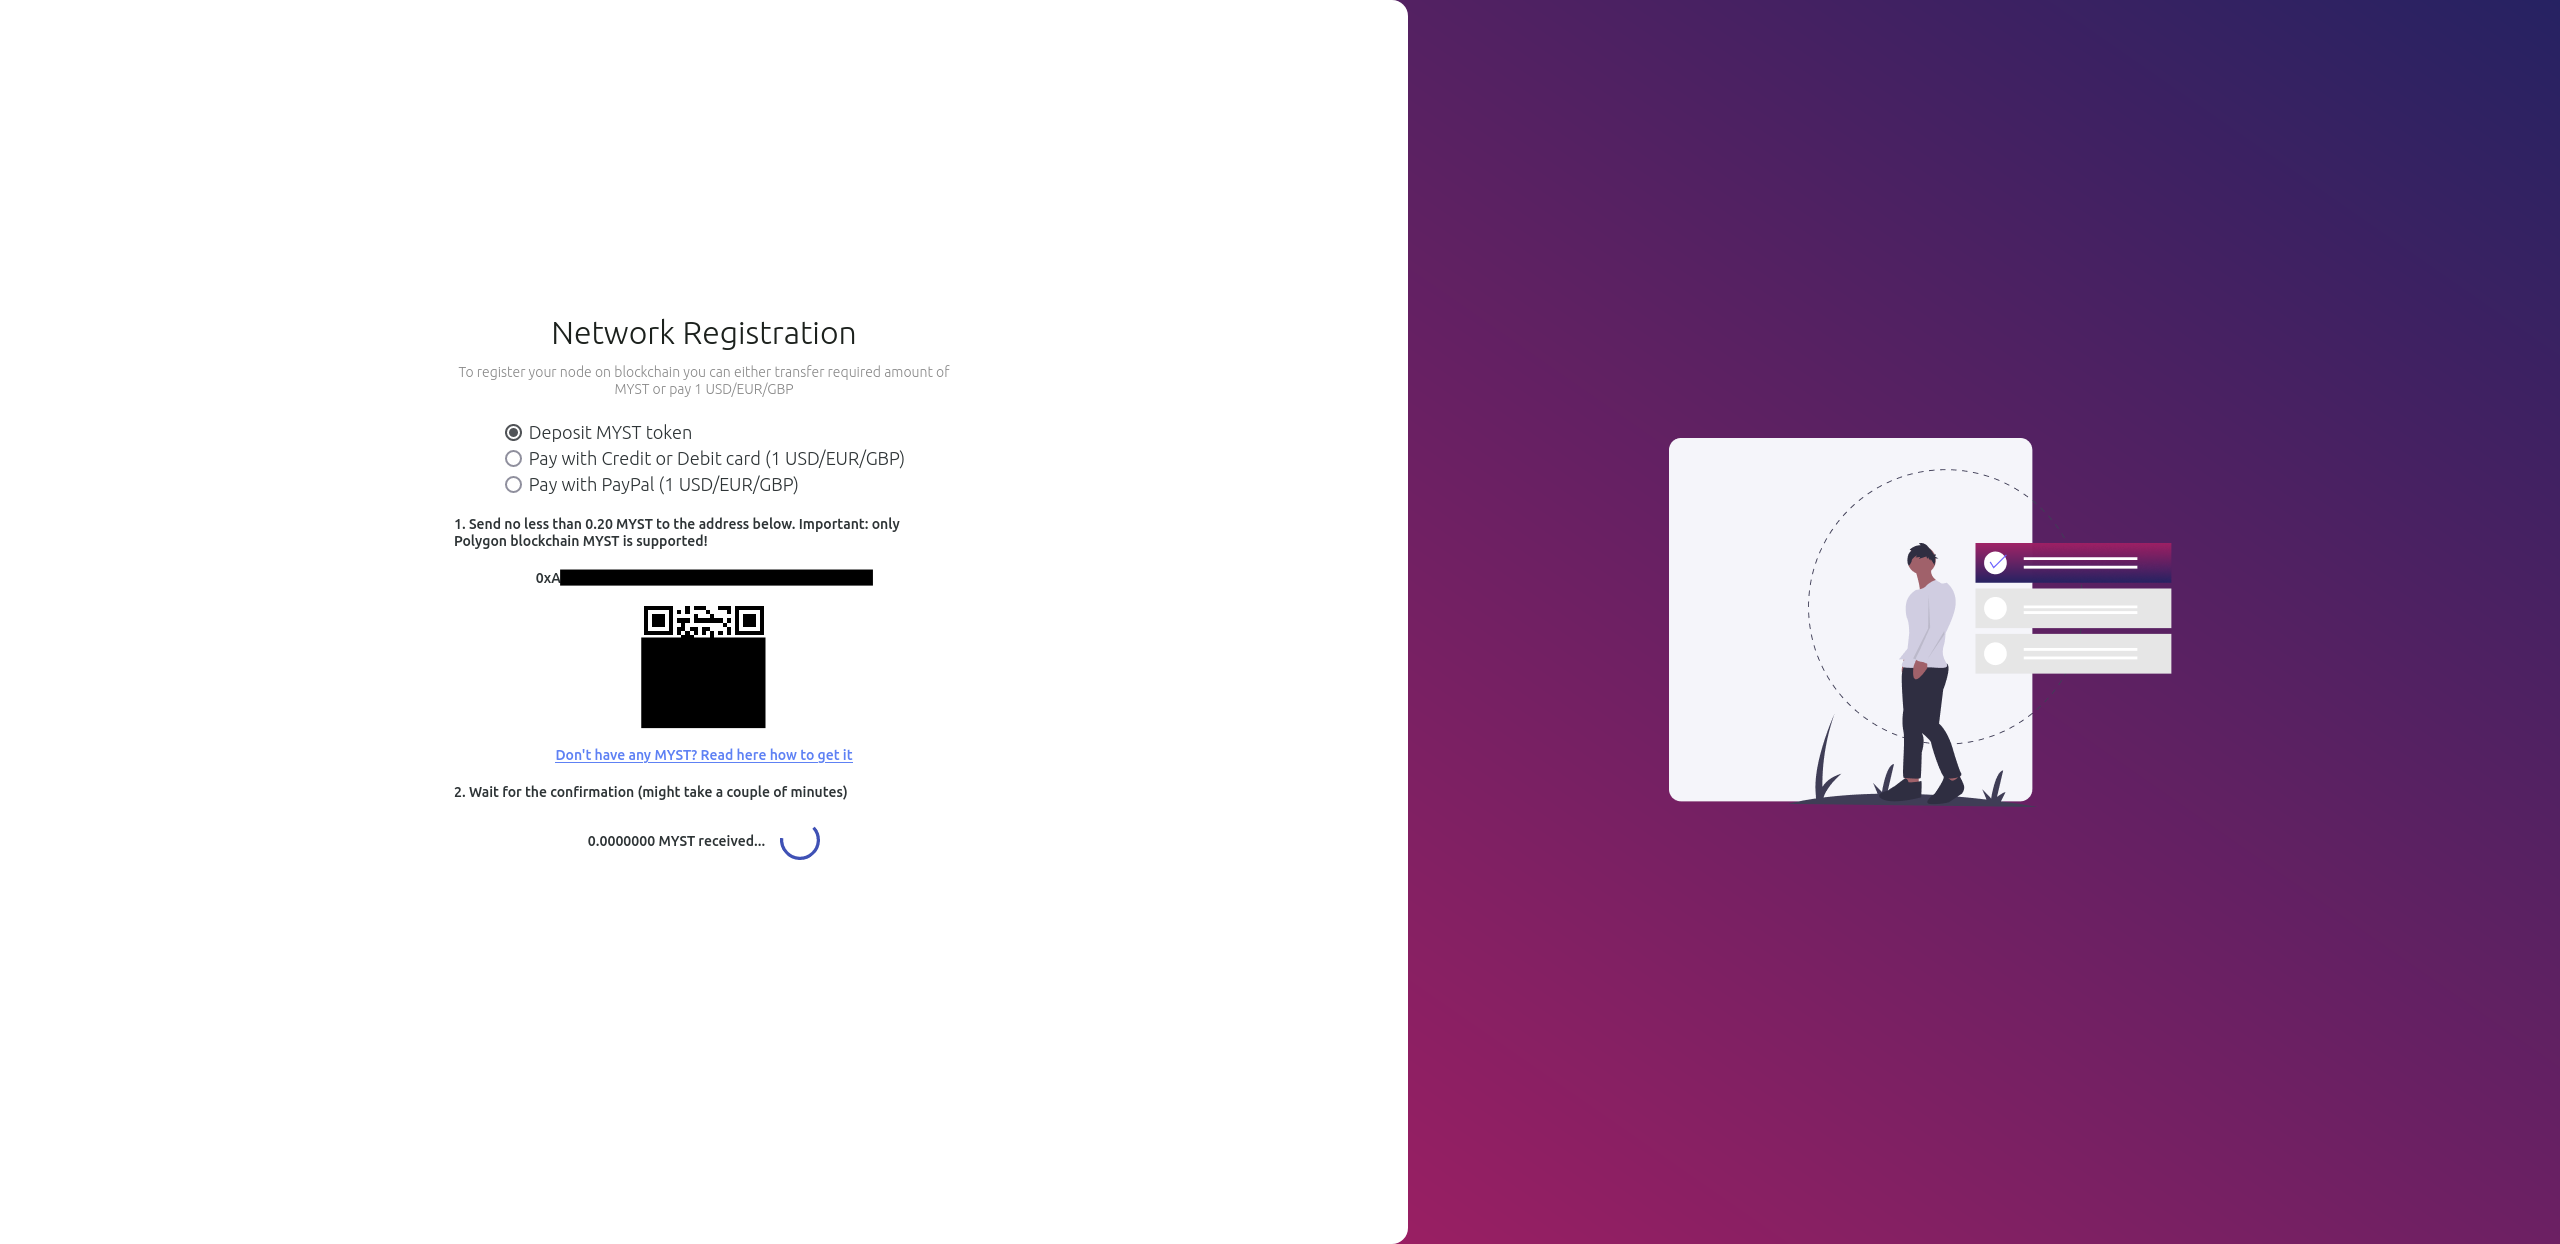 Network Registration
To register your node on blockchain you can either transfer required amount of
MYST or pay 1 USD/EUR/GBP
Deposit MYST token
Pay with Credit or Debit card (1 USD/EUR/GBP)
Pay with PayPal (1 USD/EUR/GBP)
1. Send no less than 0.20 MYST to the address below. Important: only
Polygon blockchain MYST is supported!
0xA
Don't have any MYST? Read here how to get it
2. Wait for the confirmation (might take a couple of minutes)
0.0000000 MYST received...